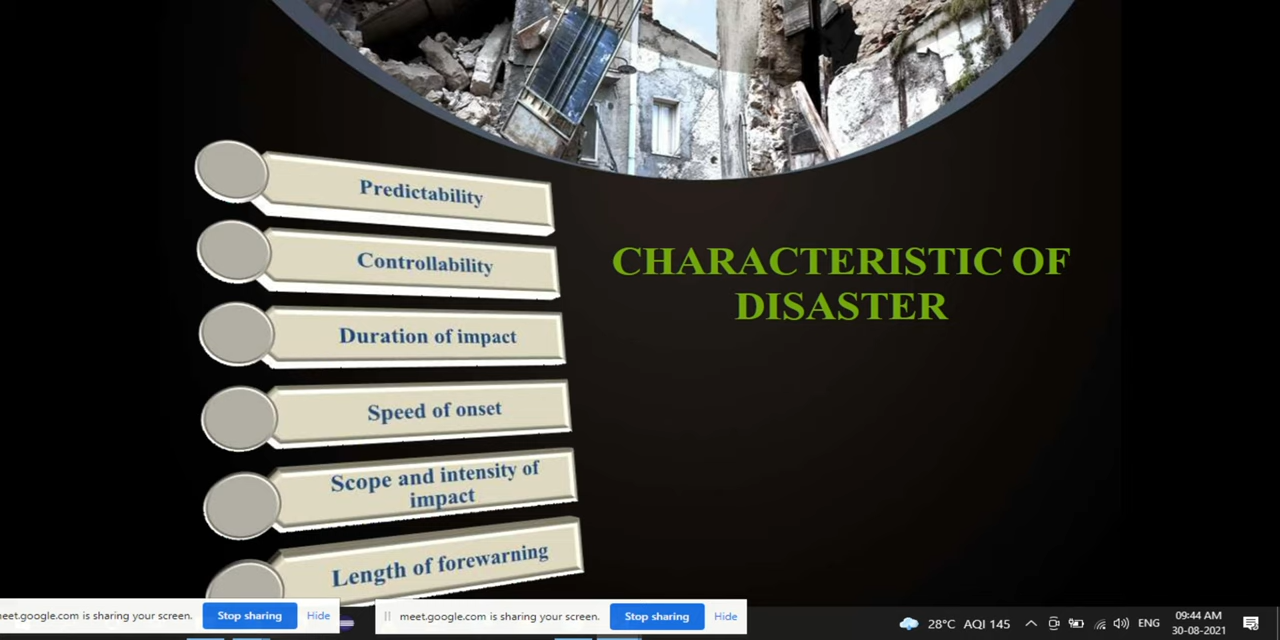 Predictability
Controllability
Duration of impact
Speed of onset
Scope and intensity of
impact
Length of forewarning
CHARACTERISTIC OF
DISASTER
neet.google.com is sharing your screen. Stop sharing Hide
meet.google.com is sharing your screen. Stop sharing Hide
28°C AQI 145 ENG
09:44 AM
30-08-2021